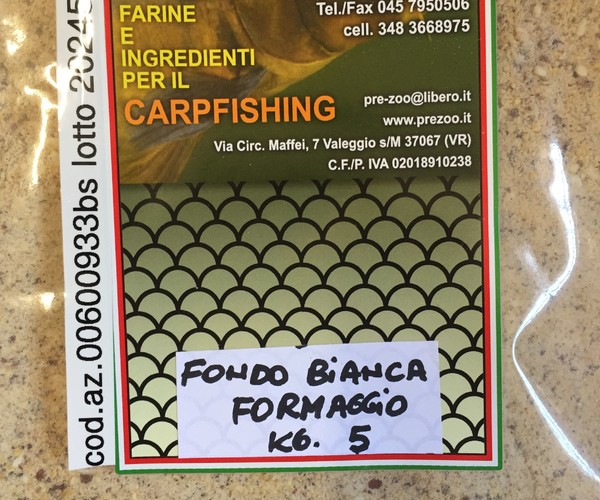 FARINE
E
INGREDIENTI
PER IL
CARPFISHING
Tel./Fax 045 7950506
cell. 348 3668975
pre-zoo@libero.it
www.prezoo.it
Via Circ. Maffei, 7 Valeggio s/M 37067 (VR)
C.F./P. IVA 02018910238
cod.az.00600933bs lotto 20245
FONDO BIANCA
FORMAGGIO
KG. 5